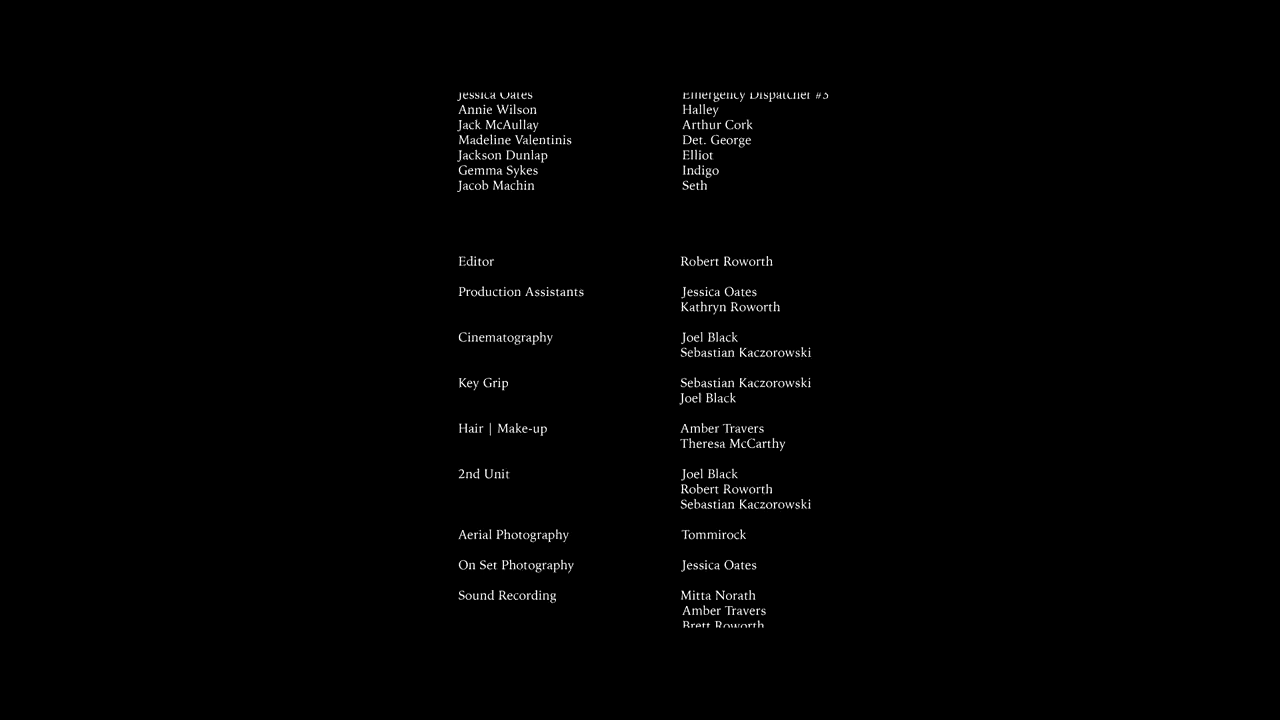 Jessica Oates Emergency Dispatcher #3
Annie Wilson Halley
Jack McAullay Arthur Cork
Madeline Valentinis Det. George
Jackson Dunlap Elliot
Gemma Sykes Indigo
Jacob Machin Seth
Editor Robert Roworth
Production Assistants Jessica Oates
Kathryn Roworth
Cinematography Joel Black
Sebastian Kaczorowski
Key Grip Sebastian Kaczorowski
Joel Black
Hair | Make-up Amber Travers
Theresa McCarthy
2nd Unit Joel Black
Robert Roworth
Sebastian Kaczorowski
Aerial Photography Tommirock
On Set Photography Jessica Oates
Sound Recording Mitta Norath
Amber Travers
Brett Roworth